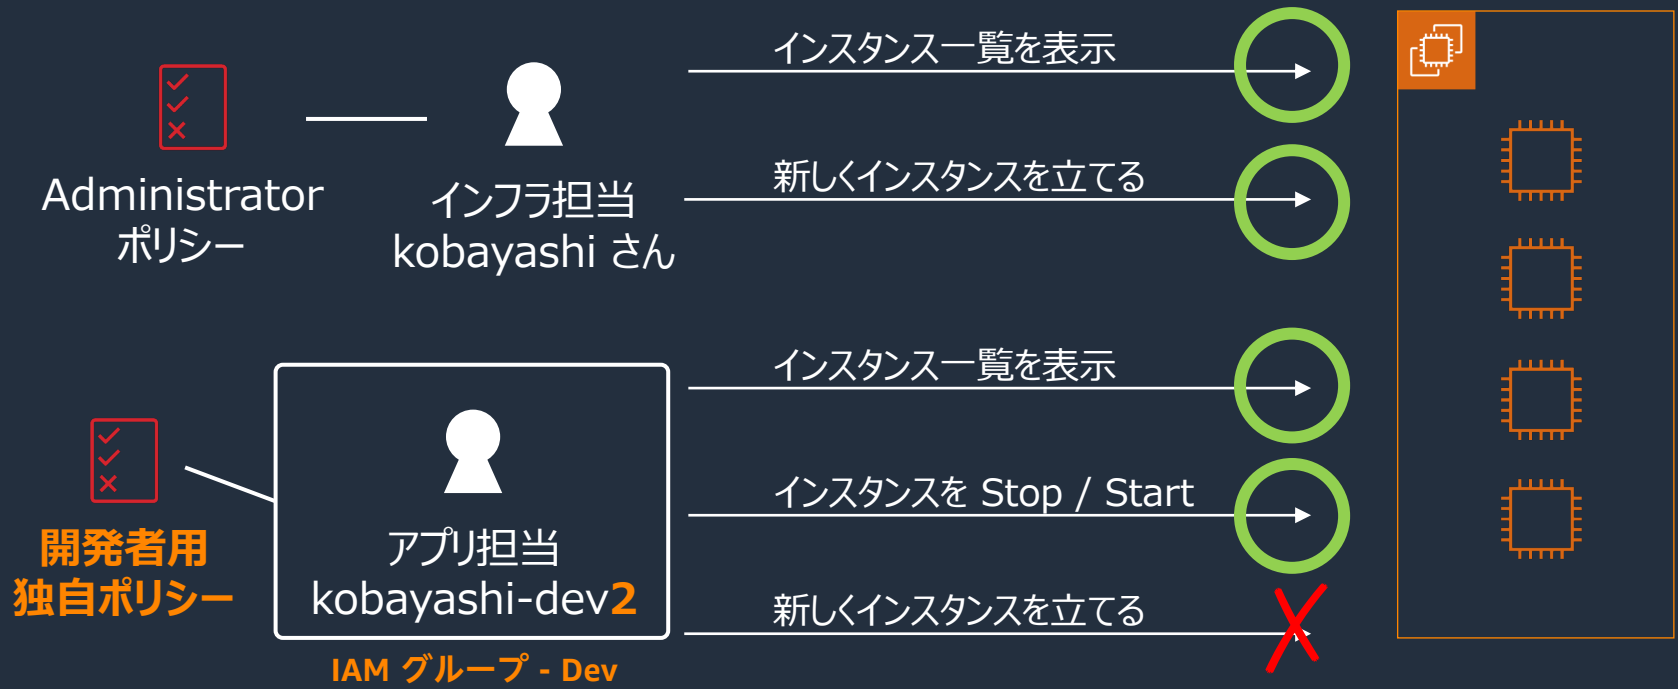 インスタンス一覧を表示
新しくインスタンスを立てる
Administrator
ポリシー
インフラ担当
kobayashi さん
インスタンス一覧を表示
インスタンスを Stop / Start
新しくインスタンスを立てる
開発者用
独自ポリシー
アプリ担当
kobayashi-dev2
IAM グループ - Dev